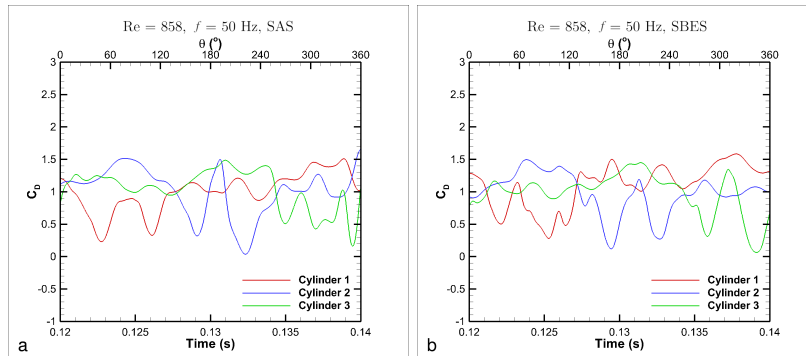 Re = 858, f = 50 Hz, SAS
θ (°)
0 60 120 180 240 300 360
3
2.5
2
1.5
1
0.5
0
-0.5
-1
C_D
Cylinder 1
Cylinder 2
Cylinder 3
0.12 0.125 0.13 0.135 0.14
Time (s)
a
Re = 858, f = 50 Hz, SBES
θ (°)
0 60 120 180 240 300 360
3
2.5
2
1.5
1
0.5
0
-0.5
-1
C_D
Cylinder 1
Cylinder 2
Cylinder 3
0.12 0.125 0.13 0.135 0.14
Time (s)
b